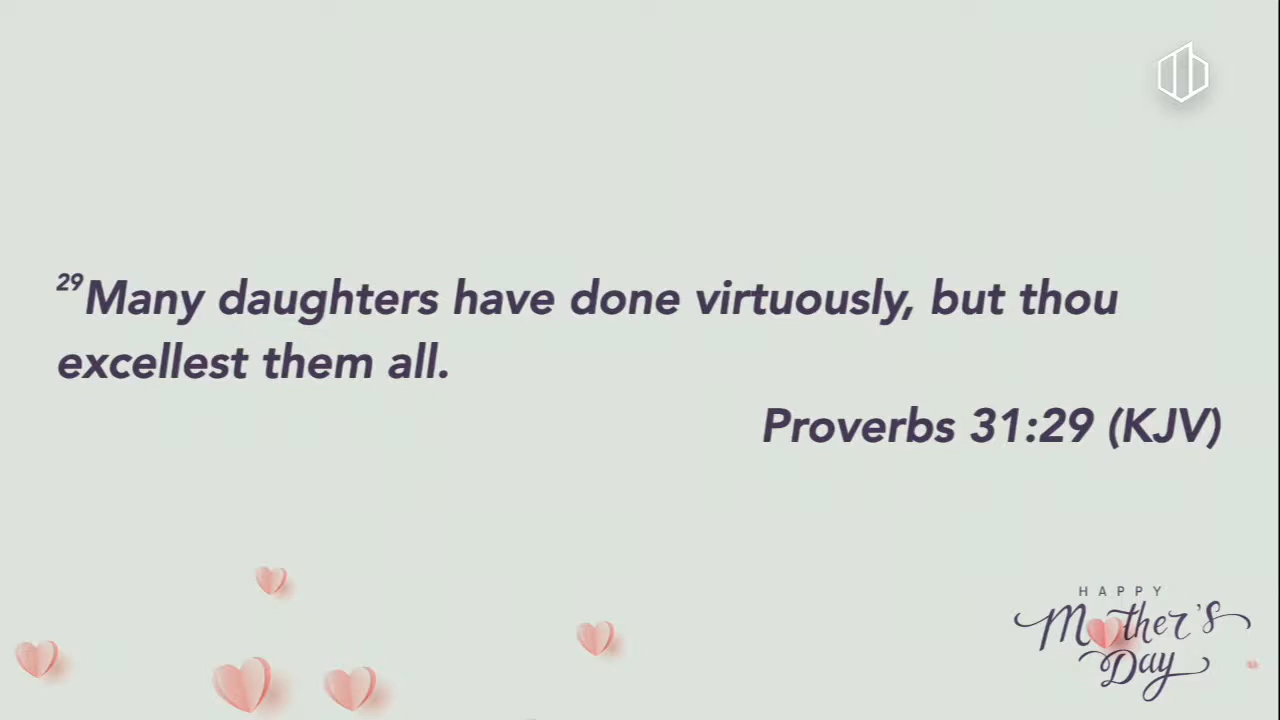 29Many daughters have done virtuously, but thou
excellest them all.
Proverbs 31:29 (KJV)
HAPPY
Mother's
Day